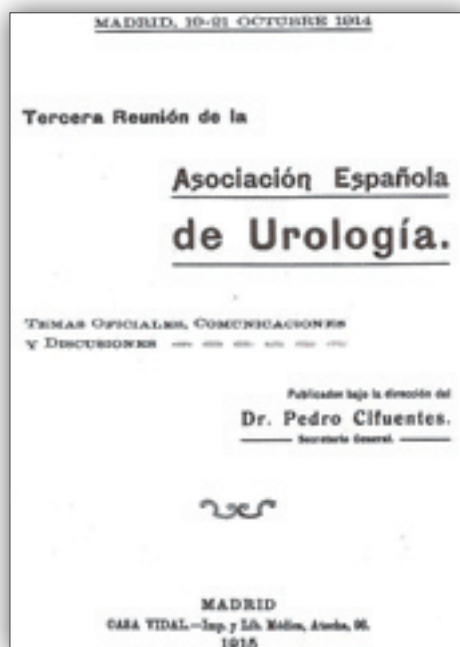 MADRID, 19-21 OCTUBRE 1914
Tercera Reunión de la
Asociación Española
de Urología.
TEMAS OFICIALES, COMUNICACIONES
Y DISCUSIONES
Publicados bajo la dirección del
Dr. Pedro Cifuentes.
Secretario General.
MADRID
CASA VIDAL.—Imp. y Lib. Médica, Atocha, 96.
1915